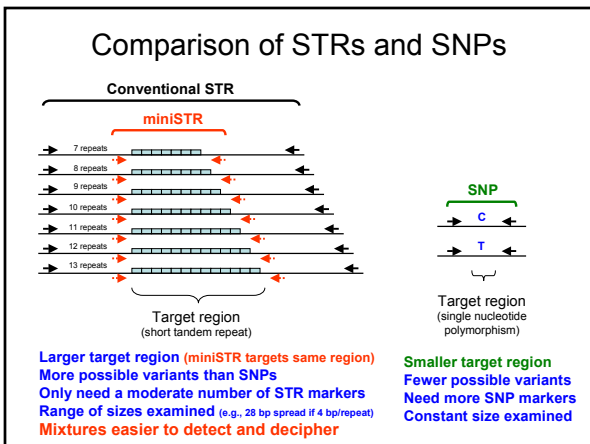 Comparison of STRs and SNPs
Conventional STR
miniSTR
7 repeats
8 repeats
9 repeats
10 repeats
11 repeats
12 repeats
13 repeats
Target region
(short tandem repeat)
Larger target region (miniSTR targets same region)
More possible variants than SNPs
Only need a moderate number of STR markers
Range of sizes examined (e.g., 28 bp spread if 4 bp/repeat)
Mixtures easier to detect and decipher
SNP
C
T
Target region
(single nucleotide
polymorphism)
Smaller target region
Fewer possible variants
Need more SNP markers
Constant size examined